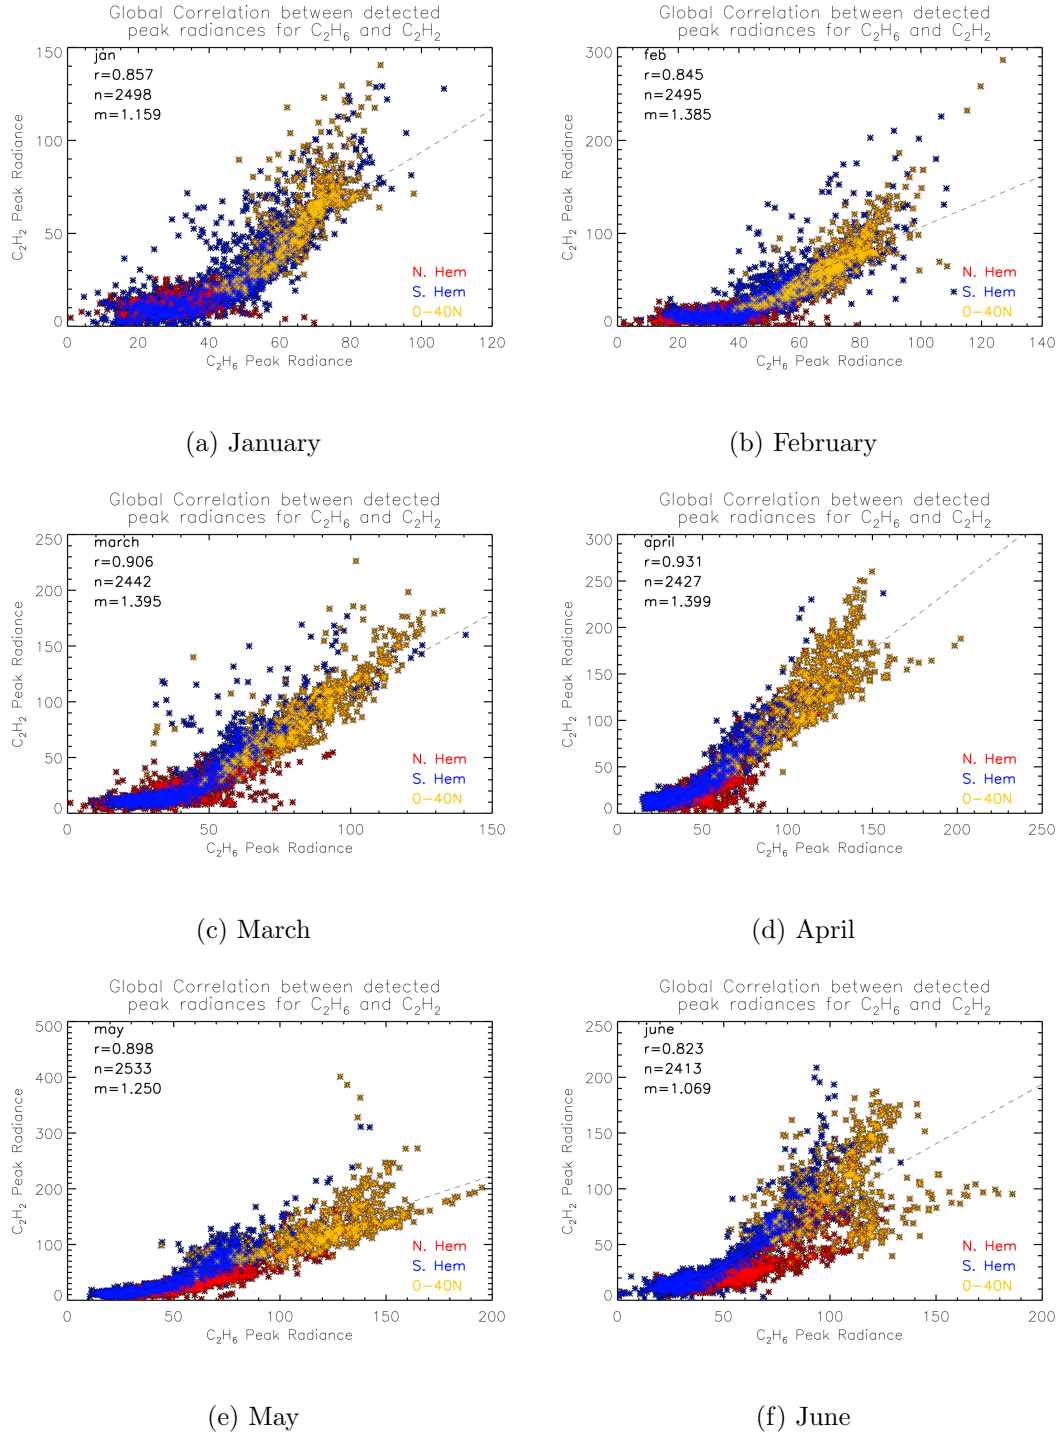 Global Correlation between detected
peak radiances for C₂H₆ and C₂H₂
jan
r=0.857
n=2498
m=1.159
150
100
50
0
C₂H₂ Peak Radiance
N. Hem
S. Hem
0-40N
0 20 40 60 80 100 120
C₂H₆ Peak Radiance
(a) January
Global Correlation between detected
peak radiances for C₂H₆ and C₂H₂
feb
r=0.845
n=2495
m=1.385
300
200
100
0
C₂H₂ Peak Radiance
N. Hem
S. Hem
0-40N
0 20 40 60 80 100 120 140
C₂H₆ Peak Radiance
(b) February
Global Correlation between detected
peak radiances for C₂H₆ and C₂H₂
march
r=0.906
n=2442
m=1.395
250
200
150
100
50
0
C₂H₂ Peak Radiance
N. Hem
S. Hem
0-40N
0 50 100 150
C₂H₆ Peak Radiance
(c) March
Global Correlation between detected
peak radiances for C₂H₆ and C₂H₂
april
r=0.931
n=2427
m=1.399
300
250
200
150
100
50
0
C₂H₂ Peak Radiance
N. Hem
S. Hem
0-40N
0 50 100 150 200 250
C₂H₆ Peak Radiance
(d) April
Global Correlation between detected
peak radiances for C₂H₆ and C₂H₂
may
r=0.898
n=2533
m=1.250
500
400
300
200
100
0
C₂H₂ Peak Radiance
N. Hem
S. Hem
0-40N
0 50 100 150 200
C₂H₆ Peak Radiance
(e) May
Global Correlation between detected
peak radiances for C₂H₆ and C₂H₂
june
r=0.823
n=2413
m=1.069
250
200
150
100
50
0
C₂H₂ Peak Radiance
N. Hem
S. Hem
0-40N
0 50 100 150 200
C₂H₆ Peak Radiance
(f) June